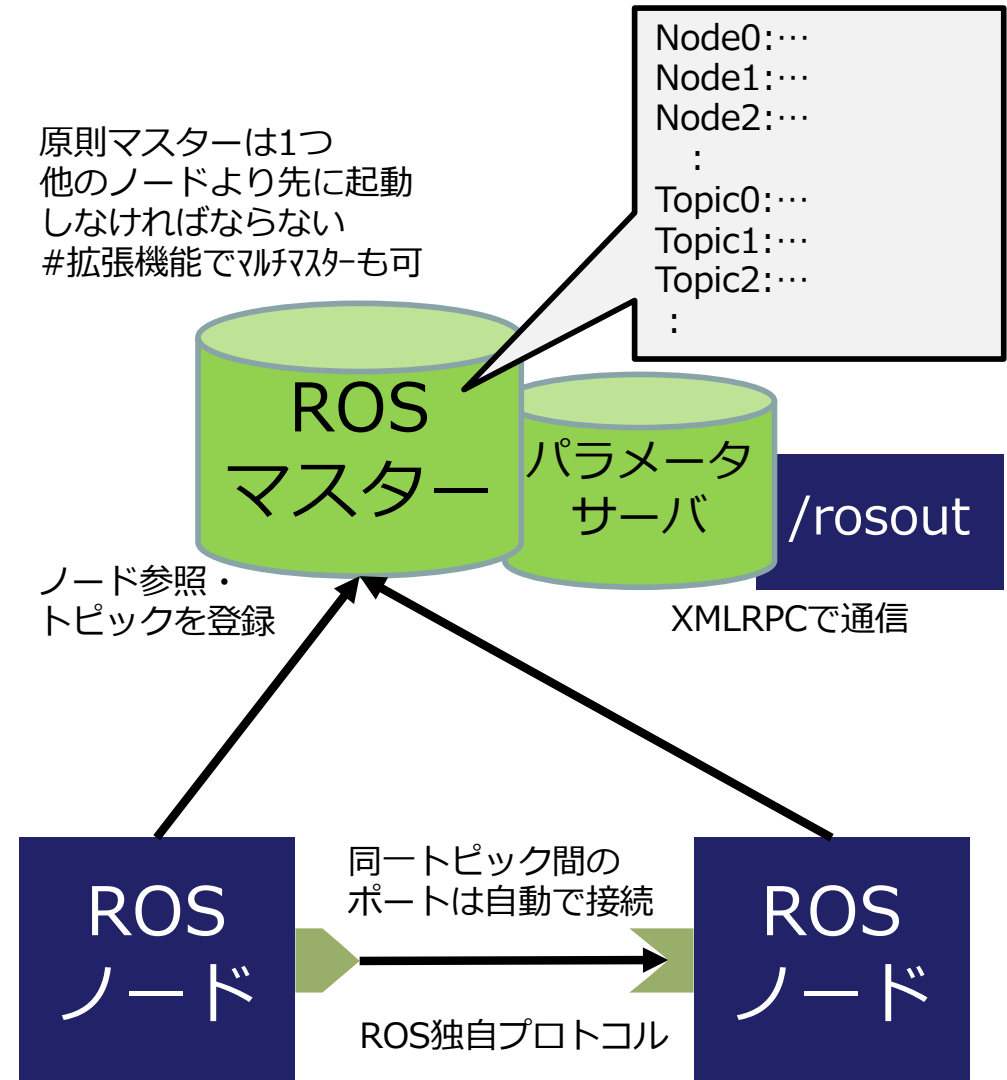 Node0:…
Node1:…
Node2:…
:
Topic0:…
Topic1:…
Topic2:…
:
原則マスターは1つ
他のノードより先に起動
しなければならない
#拡張機能でﾏﾙﾁﾏｽﾀｰも可
ROS
マスター
パラメータ
サーバ
/rosout
ノード参照・
トピックを登録
XMLRPCで通信
同一トピック間の
ポートは自動で接続
ROS
ノード
ROS
ノード
ROS独自プロトコル